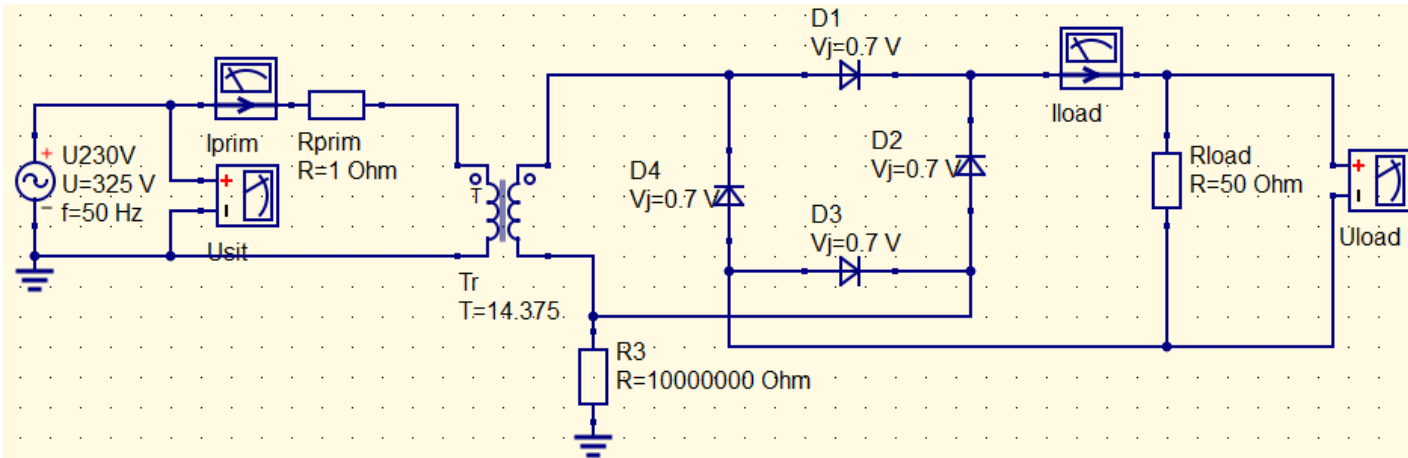 D1
Vj=0.7 V
Iprim
Rprim
R=1 Ohm
Iload
U230V
U=325 V
f=50 Hz
+
−
+
I
Usit
T
Tr
T=14.375
D4
Vj=0.7 V
D2
Vj=0.7 V
D3
Vj=0.7 V
Rload
R=50 Ohm
+
I
Uload
R3
R=10000000 Ohm